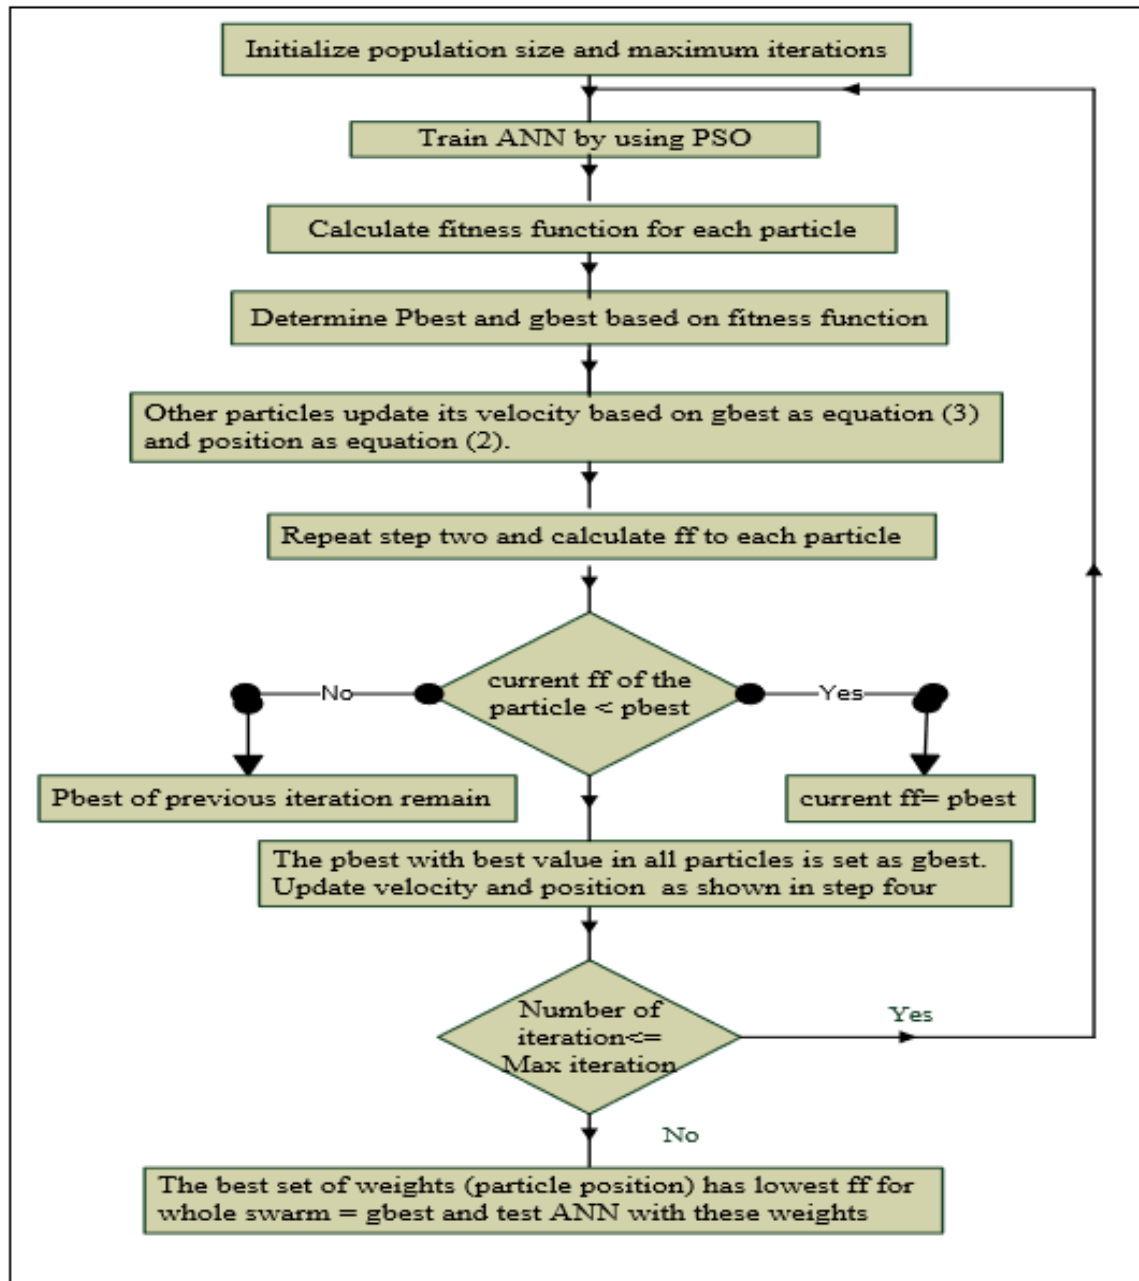 Initialize population size and maximum iterations
Train ANN by using PSO
Calculate fitness function for each particle
Determine Pbest and gbest based on fitness function
Other particles update its velocity based on gbest as equation (3)
and position as equation (2).
Repeat step two and calculate ff to each particle
current ff of the
particle < pbest
No
Yes
Pbest of previous iteration remain
current ff= pbest
The pbest with best value in all particles is set as gbest.
Update velocity and position as shown in step four
Number of
iteration<=
Max iteration
Yes
No
The best set of weights (particle position) has lowest ff for
whole swarm = gbest and test ANN with these weights